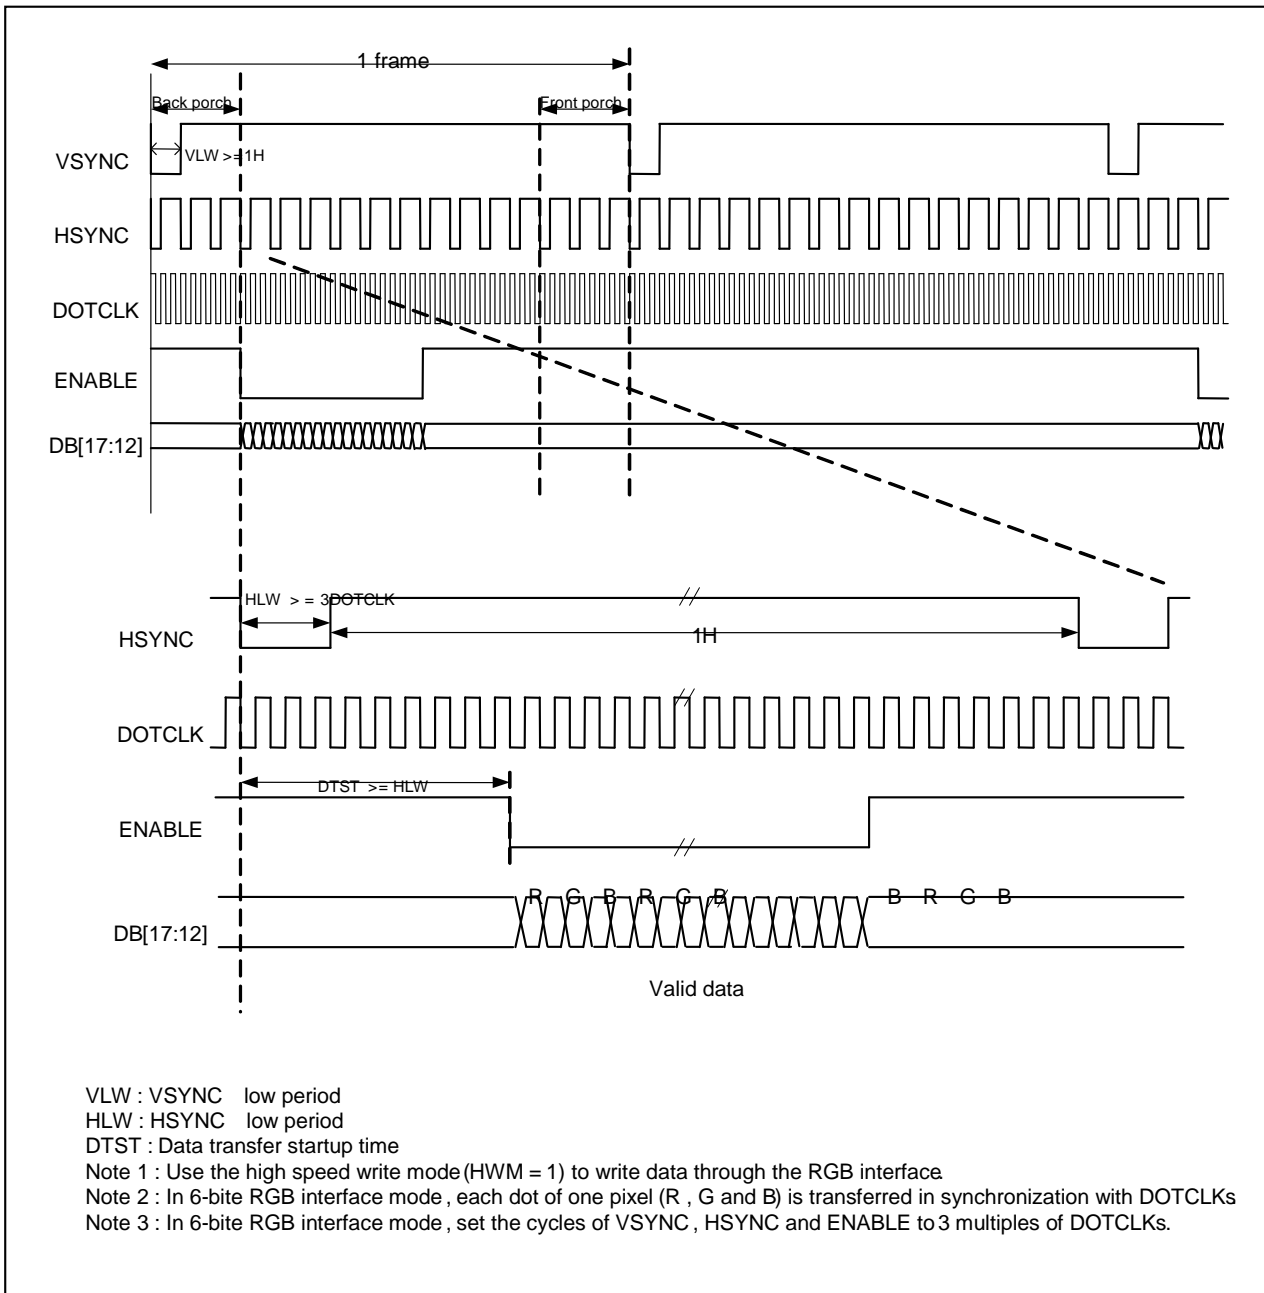 1 frame
Back porch
Front porch
VLW >=1H
VSYNC
HSYNC
DOTCLK
ENABLE
DB[17:12]
HLW >= 3DOTCLK
1H
HSYNC
DOTCLK
DTST >= HLW
ENABLE
R G B R G B B R G B
DB[17:12]
Valid data
VLW : VSYNC low period
HLW : HSYNC low period
DTST : Data transfer startup time
Note 1 : Use the high speed write mode (HWM = 1) to write data through the RGB interface.
Note 2 : In 6-bite RGB interface mode, each dot of one pixel (R , G and B) is transferred in synchronization with DOTCLKs
Note 3 : In 6-bite RGB interface mode, set the cycles of VSYNC, HSYNC and ENABLE to 3 multiples of DOTCLKs.